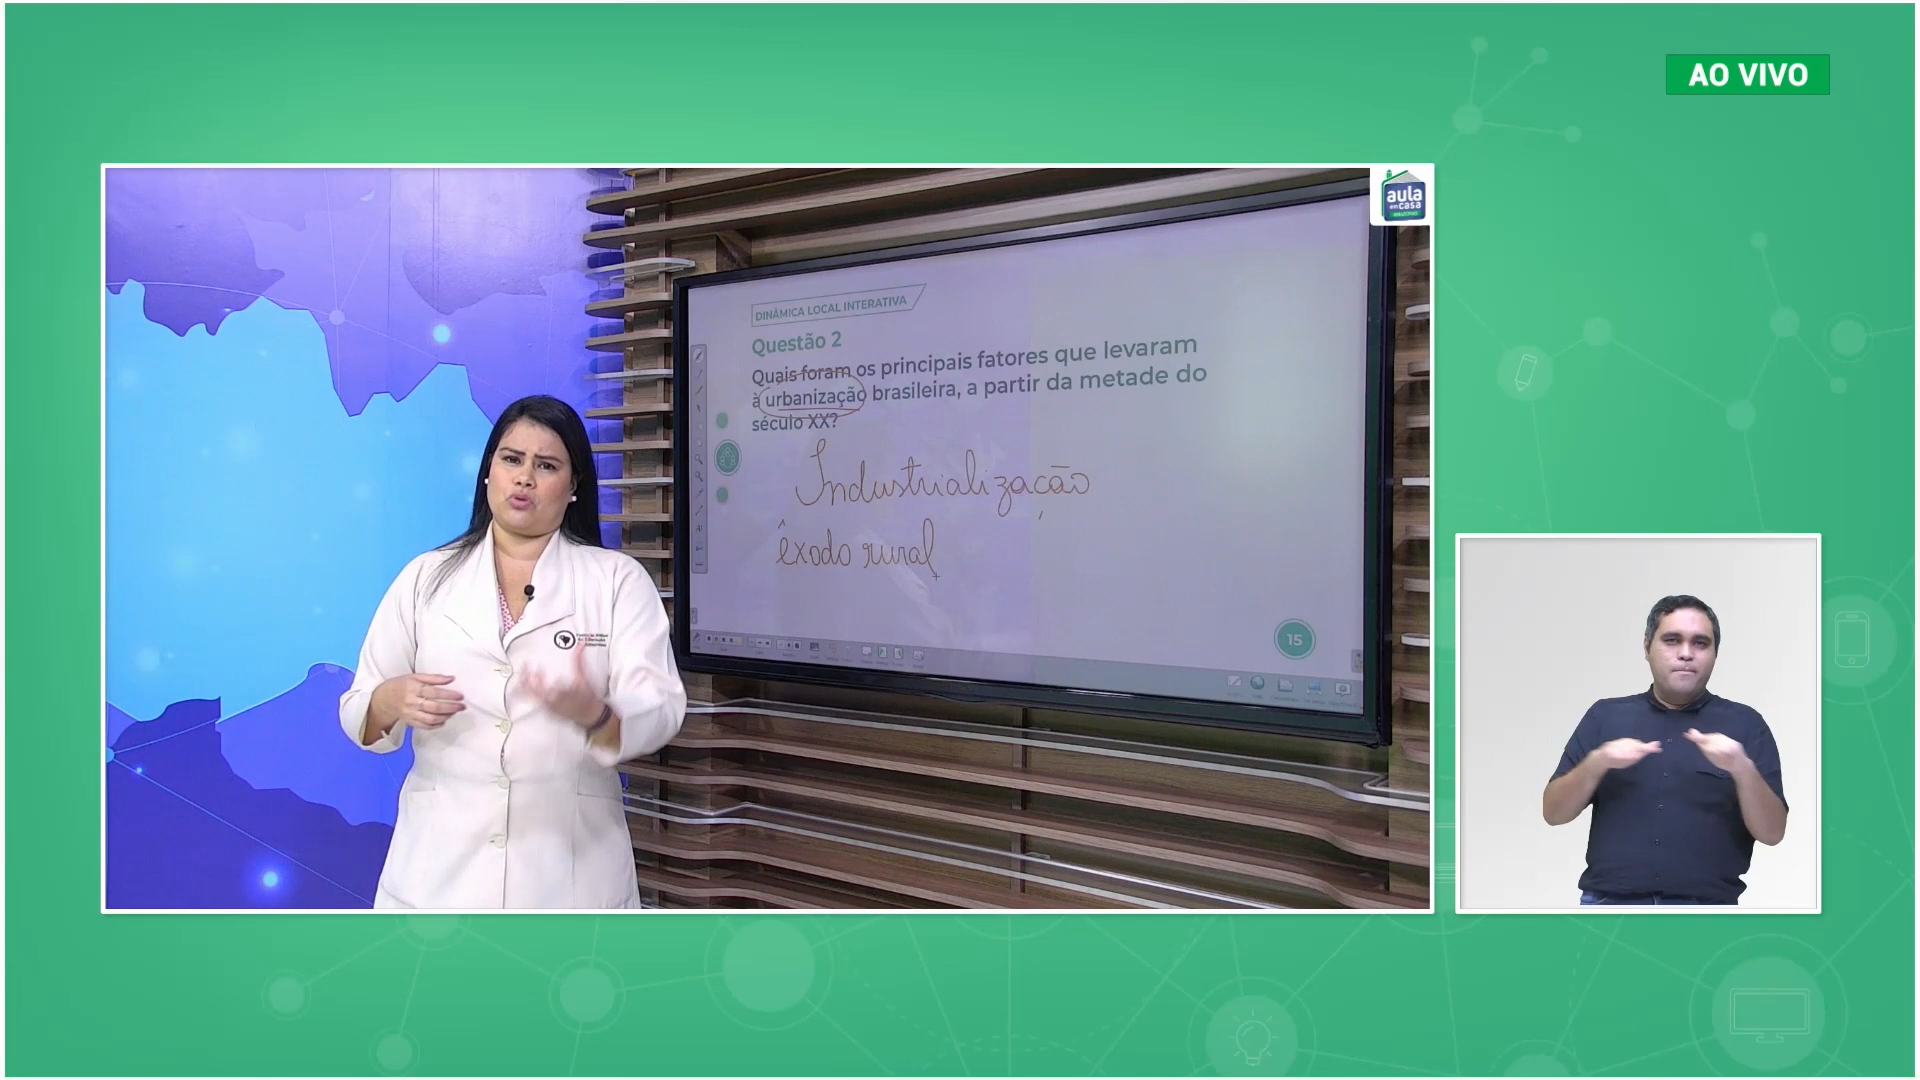 AO VIVO
aula
em casa
DINÂMICA LOCAL INTERATIVA
Questão 2
Quais foram os principais fatores que levaram
à urbanização brasileira, a partir da metade do
século XX?
Industrialização
êxodo rural
15